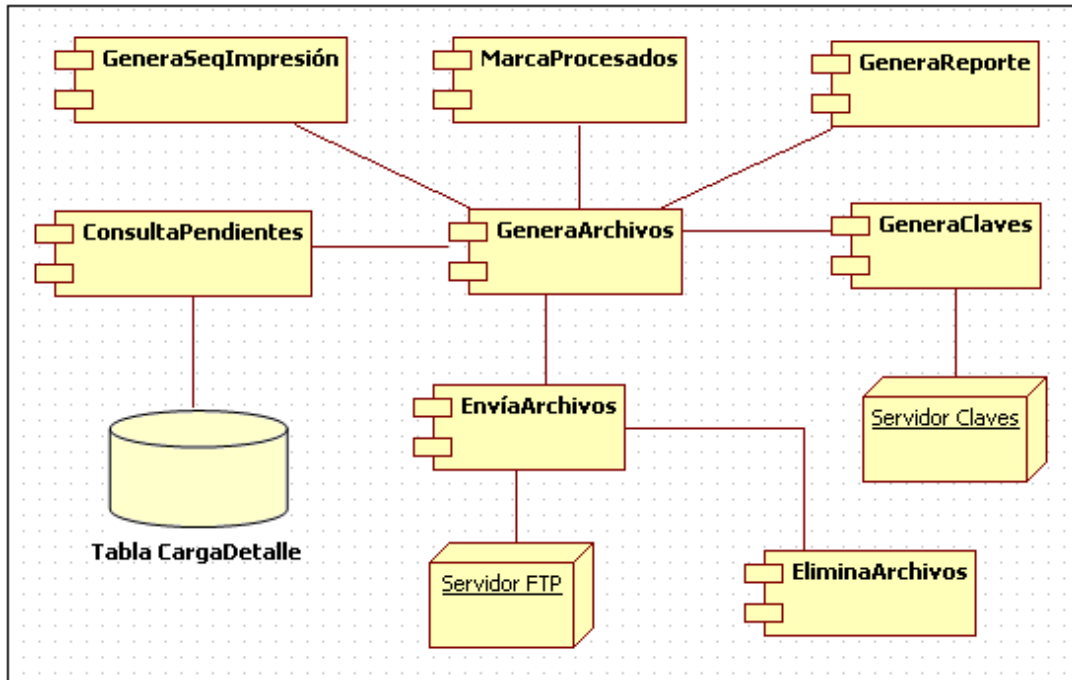 GeneraSeqImpresión
MarcaProcesados
GeneraReporte
ConsultaPendientes
GeneraArchivos
GeneraClaves
EnvíaArchivos
Servidor Claves
Tabla CargaDetalle
Servidor FTP
EliminaArchivos